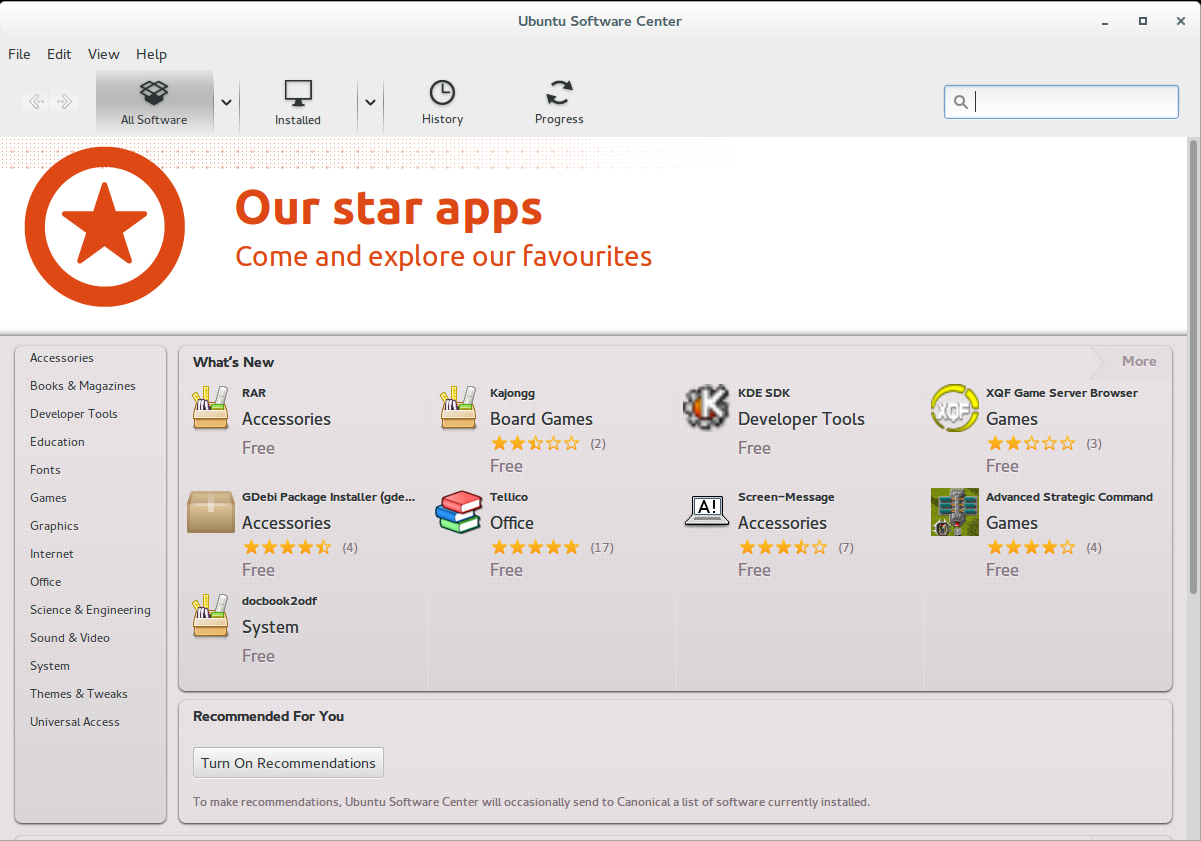 Ubuntu Software Center
File Edit View Help
All Software Installed History Progress
Our star apps
Come and explore our favourites
Accessories
Books & Magazines
Developer Tools
Education
Fonts
Games
Graphics
Internet
Office
Science & Engineering
Sound & Video
System
Themes & Tweaks
Universal Access
What's New More
RAR
Accessories
Free
Kajongg
Board Games
(2)
Free
KDE SDK
Developer Tools
Free
XQF
XQF Game Server Browser
Games
(3)
Free
GDebi Package Installer (gde...
Accessories
(4)
Free
Tellico
Office
(17)
Free
A!
Screen-Message
Accessories
(7)
Free
Advanced Strategic Command
Games
(4)
Free
docbook2odf
System
Free
Recommended For You
Turn On Recommendations
To make recommendations, Ubuntu Software Center will occasionally send to Canonical a list of software currently installed.